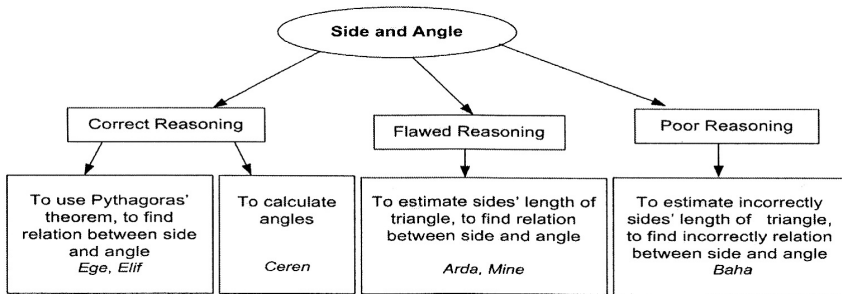 Side and Angle
Correct Reasoning
Flawed Reasoning
Poor Reasoning
To use Pythagoras'
theorem, to find
relation between side
and angle
Ege, Elif
To calculate
angles
Ceren
To estimate sides' length of
triangle, to find relation
between side and angle
Arda, Mine
To estimate incorrectly
sides' length of triangle,
to find incorrectly relation
between side and angle
Baha